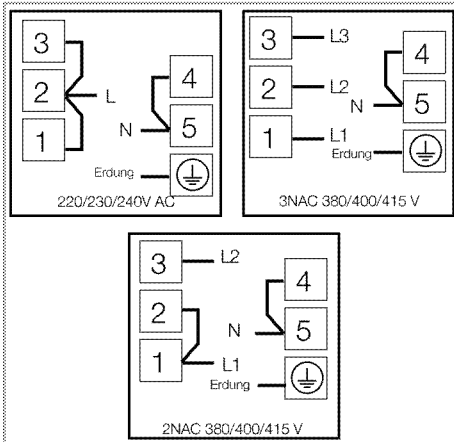 3
2
1
L
4
N
5
Erdung
220/230/240V AC
3
L3
2
L2
1
L1
4
N
5
Erdung
3NAC 380/400/415 V
3
L2
2
1
L1
4
N
5
Erdung
2NAC 380/400/415 V